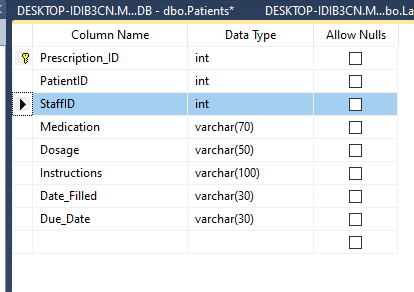 DESKTOP-IDIB3CN.M...DB - dbo.Patients* DESKTOP-IDIB3CN.M...bo.La
Column Name Data Type Allow Nulls
Prescription_ID int
PatientID int
StaffID int
Medication varchar(70)
Dosage varchar(50)
Instructions varchar(100)
Date_Filled varchar(30)
Due_Date varchar(30)